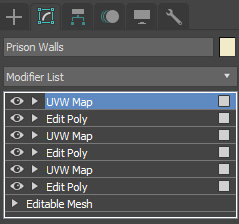 Prison Walls
Modifier List
UVW Map
Edit Poly
UVW Map
Edit Poly
UVW Map
Edit Poly
Editable Mesh